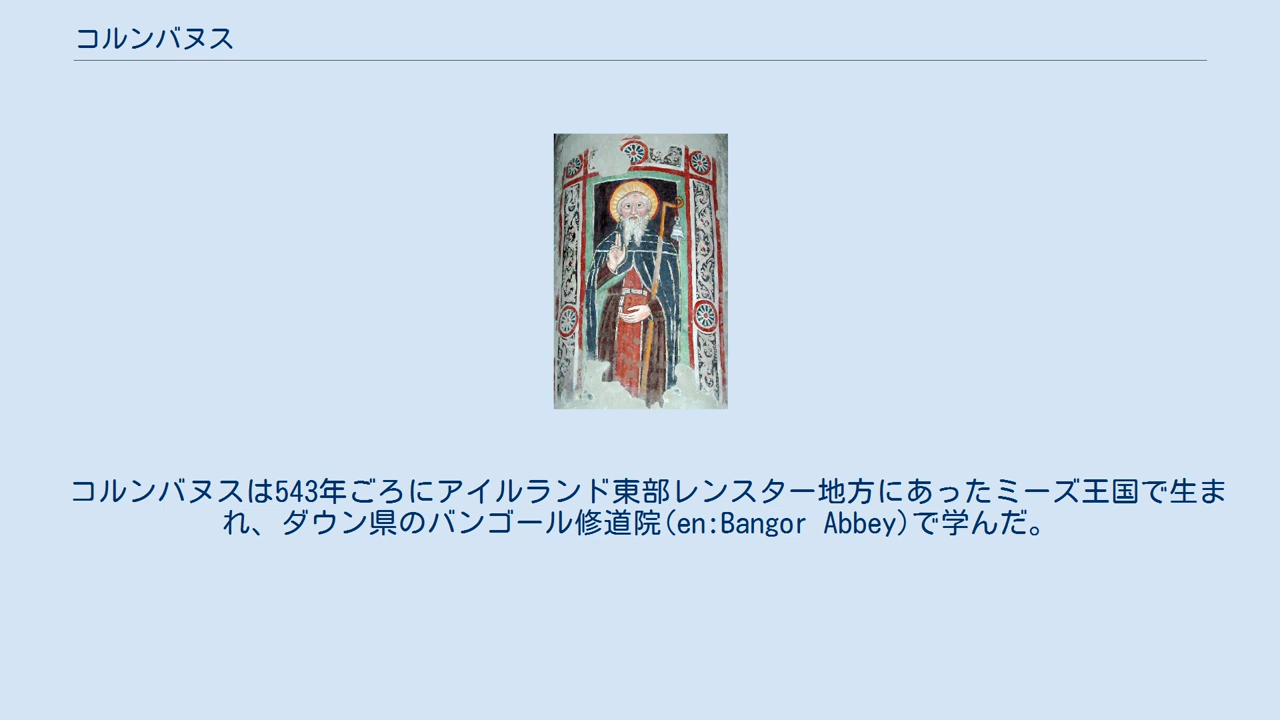 コルンバヌス
コルンバヌスは543年ごろにアイルランド東部レンスター地方にあったミーズ王国で生ま
れ、ダウン県のバンゴール修道院(en:Bangor Abbey)で学んだ。